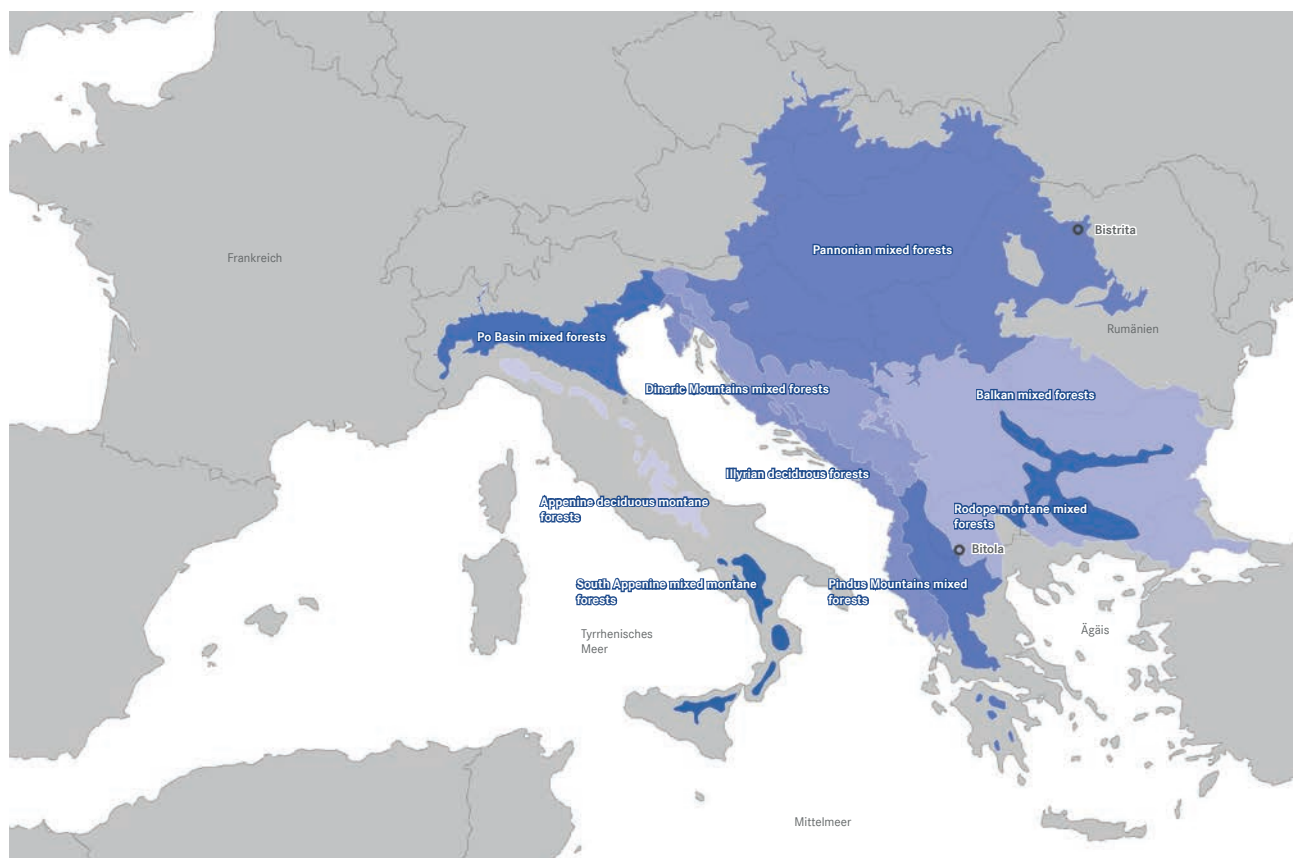 Bistrita
Pannonian mixed forests
Frankreich
Rumänien
Po Basin mixed forests
Dinaric Mountains mixed forests
Balkan mixed forests
Illyrian deciduous forests
Appenine deciduous montane
forests
Rodope montane mixed
forests
Bitola
South Appenine mixed montane
forests
Pindus Mountains mixed
forests
Tyrrhenisches
Meer
Ägäis
Mittelmeer